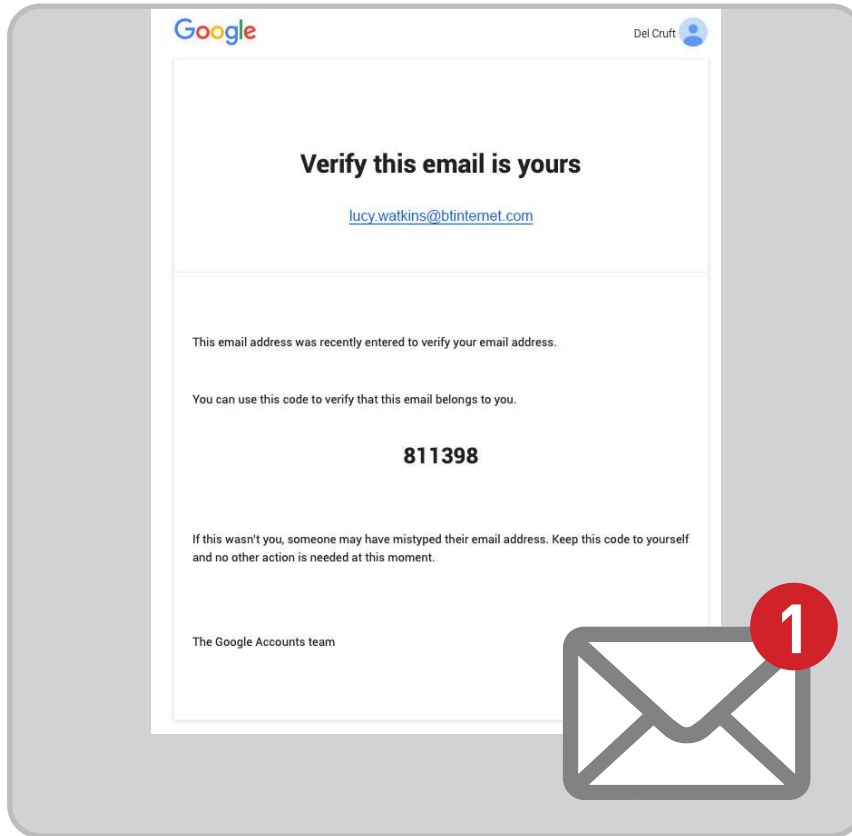 Google
Del Cruft
Verify this email is yours
lucy.watkins@btinternet.com
This email address was recently entered to verify your email address.
You can use this code to verify that this email belongs to you.
811398
If this wasn't you, someone may have mistyped their email address. Keep this code to yourself
and no other action is needed at this moment.
The Google Accounts team
1